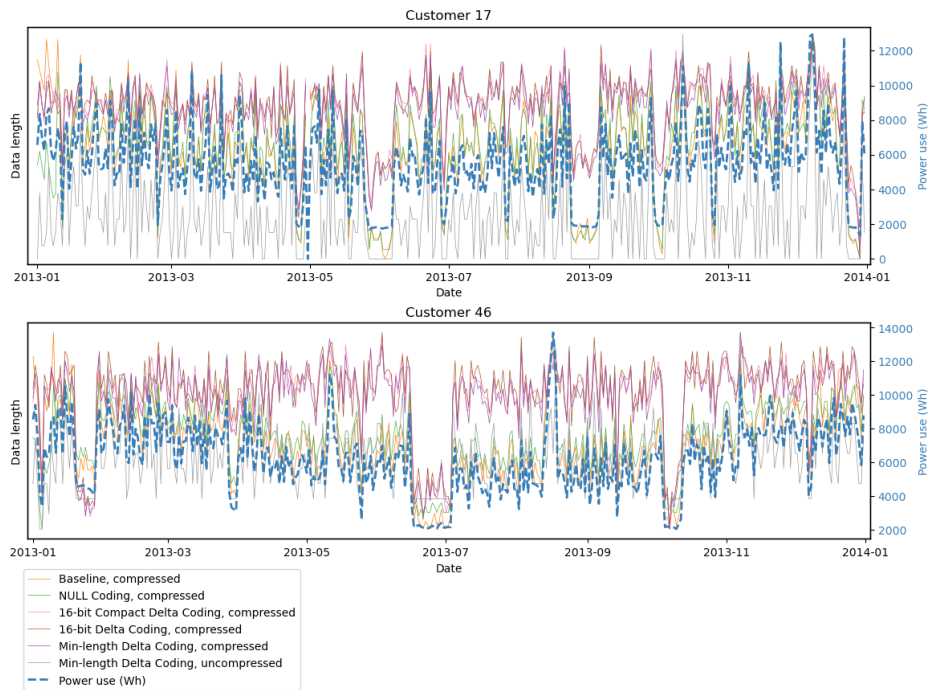 Customer 17
Data length
12000
10000
8000
6000
4000
2000
0
Power use (Wh)
2013-01 2013-03 2013-05 2013-07 2013-09 2013-11 2014-01
Date
Customer 46
Data length
14000
12000
10000
8000
6000
4000
2000
Power use (Wh)
2013-01 2013-03 2013-05 2013-07 2013-09 2013-11 2014-01
Date
Baseline, compressed
NULL Coding, compressed
16-bit Compact Delta Coding, compressed
16-bit Delta Coding, compressed
Min-length Delta Coding, compressed
Min-length Delta Coding, uncompressed
Power use (Wh)